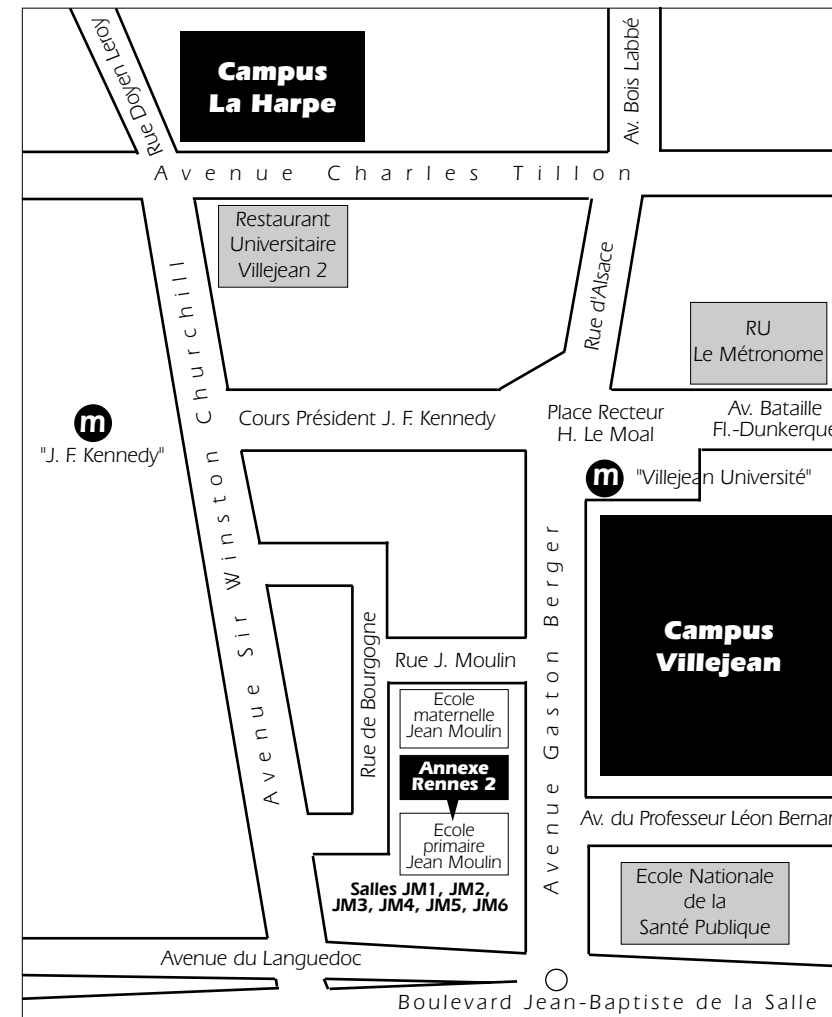 Rue Doyen Leroy
Campus
La Harpe
Av. Bois Labbé
Avenue Charles Tillon
Restaurant
Universitaire
Villejean 2
Rue d'Alsace
RU
Le Métronome
Avenue Sir Winston Churchill
m
"J. F. Kennedy"
Cours Président J. F. Kennedy
Place Recteur
H. Le Moal
Av. Bataille
Fl.-Dunkerque
m
"Villejean Université"
Avenue Gaston Berger
Campus
Villejean
Rue de Bourgogne
Rue J. Moulin
Ecole
maternelle
Jean Moulin
Annexe
Rennes 2
Ecole
primaire
Jean Moulin
Salles JM1, JM2,
JM3, JM4, JM5, JM6
Av. du Professeur Léon Bernar
Ecole Nationale
de la
Santé Publique
Avenue du Languedoc
Boulevard Jean-Baptiste de la Salle